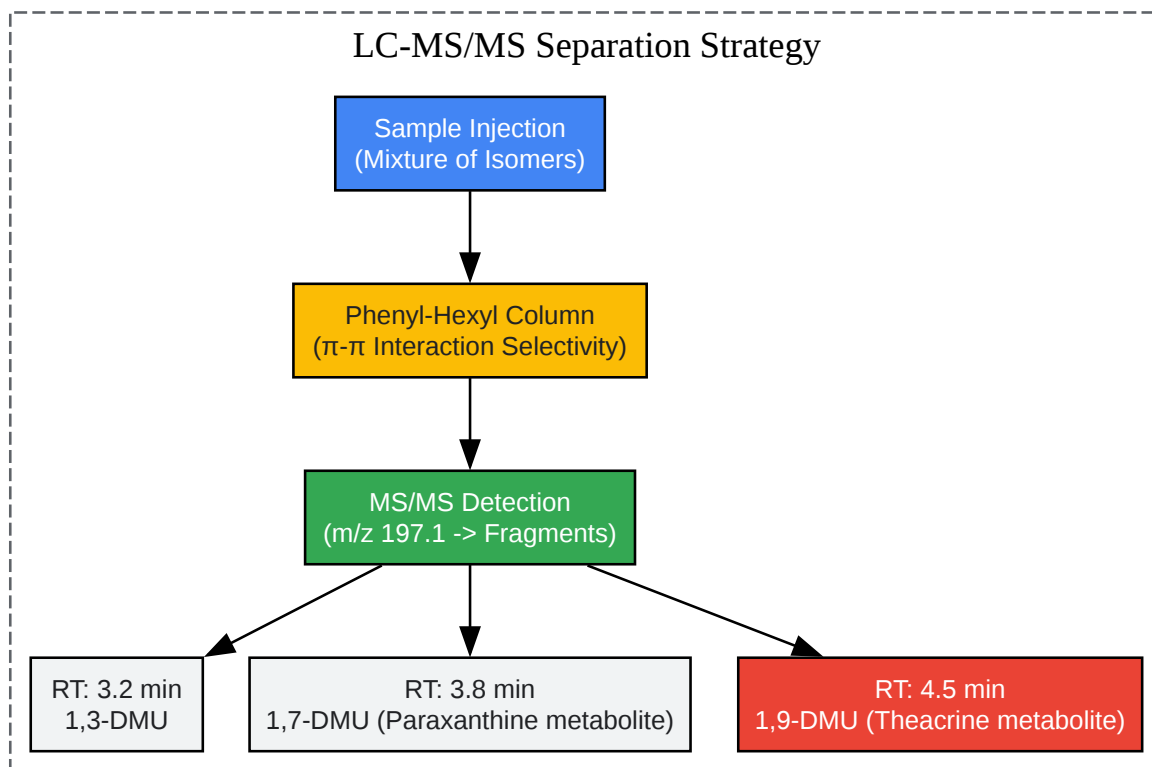 LC-MS/MS Separation Strategy
Sample Injection
(Mixture of Isomers)
Phenyl-Hexyl Column
(π-π Interaction Selectivity)
MS/MS Detection
(m/z 197.1 -> Fragments)
RT: 3.2 min
1,3-DMU
RT: 3.8 min
1,7-DMU (Paraxanthine metabolite)
RT: 4.5 min
1,9-DMU (Theacrine metabolite)